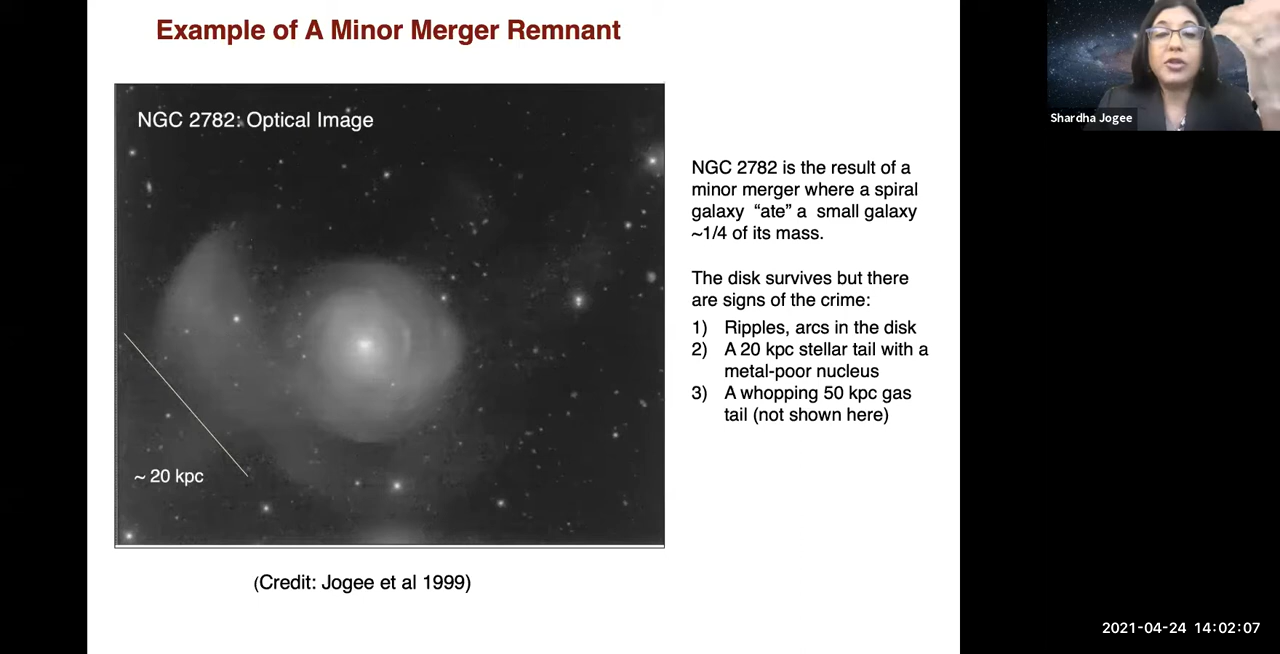 Example of A Minor Merger Remnant
NGC 2782: Optical Image
~ 20 kpc
(Credit: Jogee et al 1999)
NGC 2782 is the result of a
minor merger where a spiral
galaxy “ate” a small galaxy
~1/4 of its mass.
The disk survives but there
are signs of the crime:
1) Ripples, arcs in the disk
2) A 20 kpc stellar tail with a
metal-poor nucleus
3) A whopping 50 kpc gas
tail (not shown here)
Shardha Jogee
2021-04-24 14:02:07